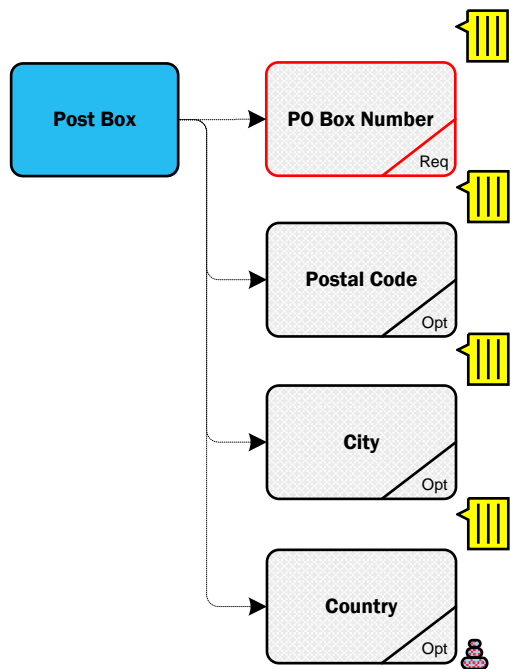 Post Box
PO Box Number
Req
Postal Code
Opt
City
Opt
Country
Opt